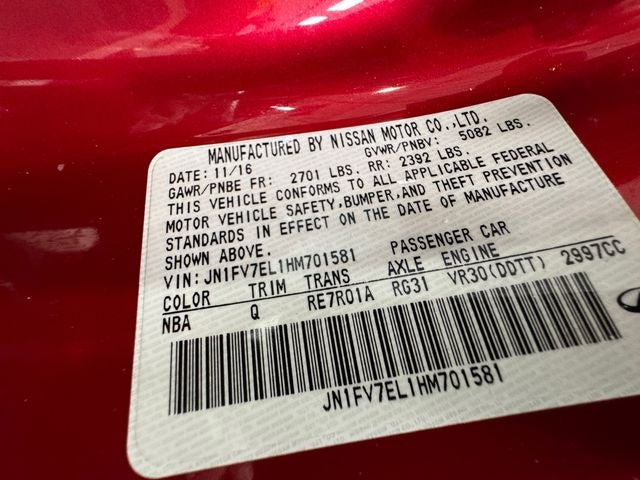 MANUFACTURED BY NISSAN MOTOR CO.,LTD.
DATE: 11/16 GVWR/PNBV: 5082 LBS.
GAWR/PNBE FR: 2701 LBS. RR: 2392 LBS.
THIS VEHICLE CONFORMS TO ALL APPLICABLE FEDERAL
MOTOR VEHICLE SAFETY,BUMPER,AND THEFT PREVENTION
STANDARDS IN EFFECT ON THE DATE OF MANUFACTURE
SHOWN ABOVE.
VIN: JN1FV7EL1HM701581 PASSENGER CAR
COLOR TRIM TRANS AXLE ENGINE
NBA Q RE7R01A RG31 VR30(DDTT) 2997CC
JN1FV7EL1HM701581